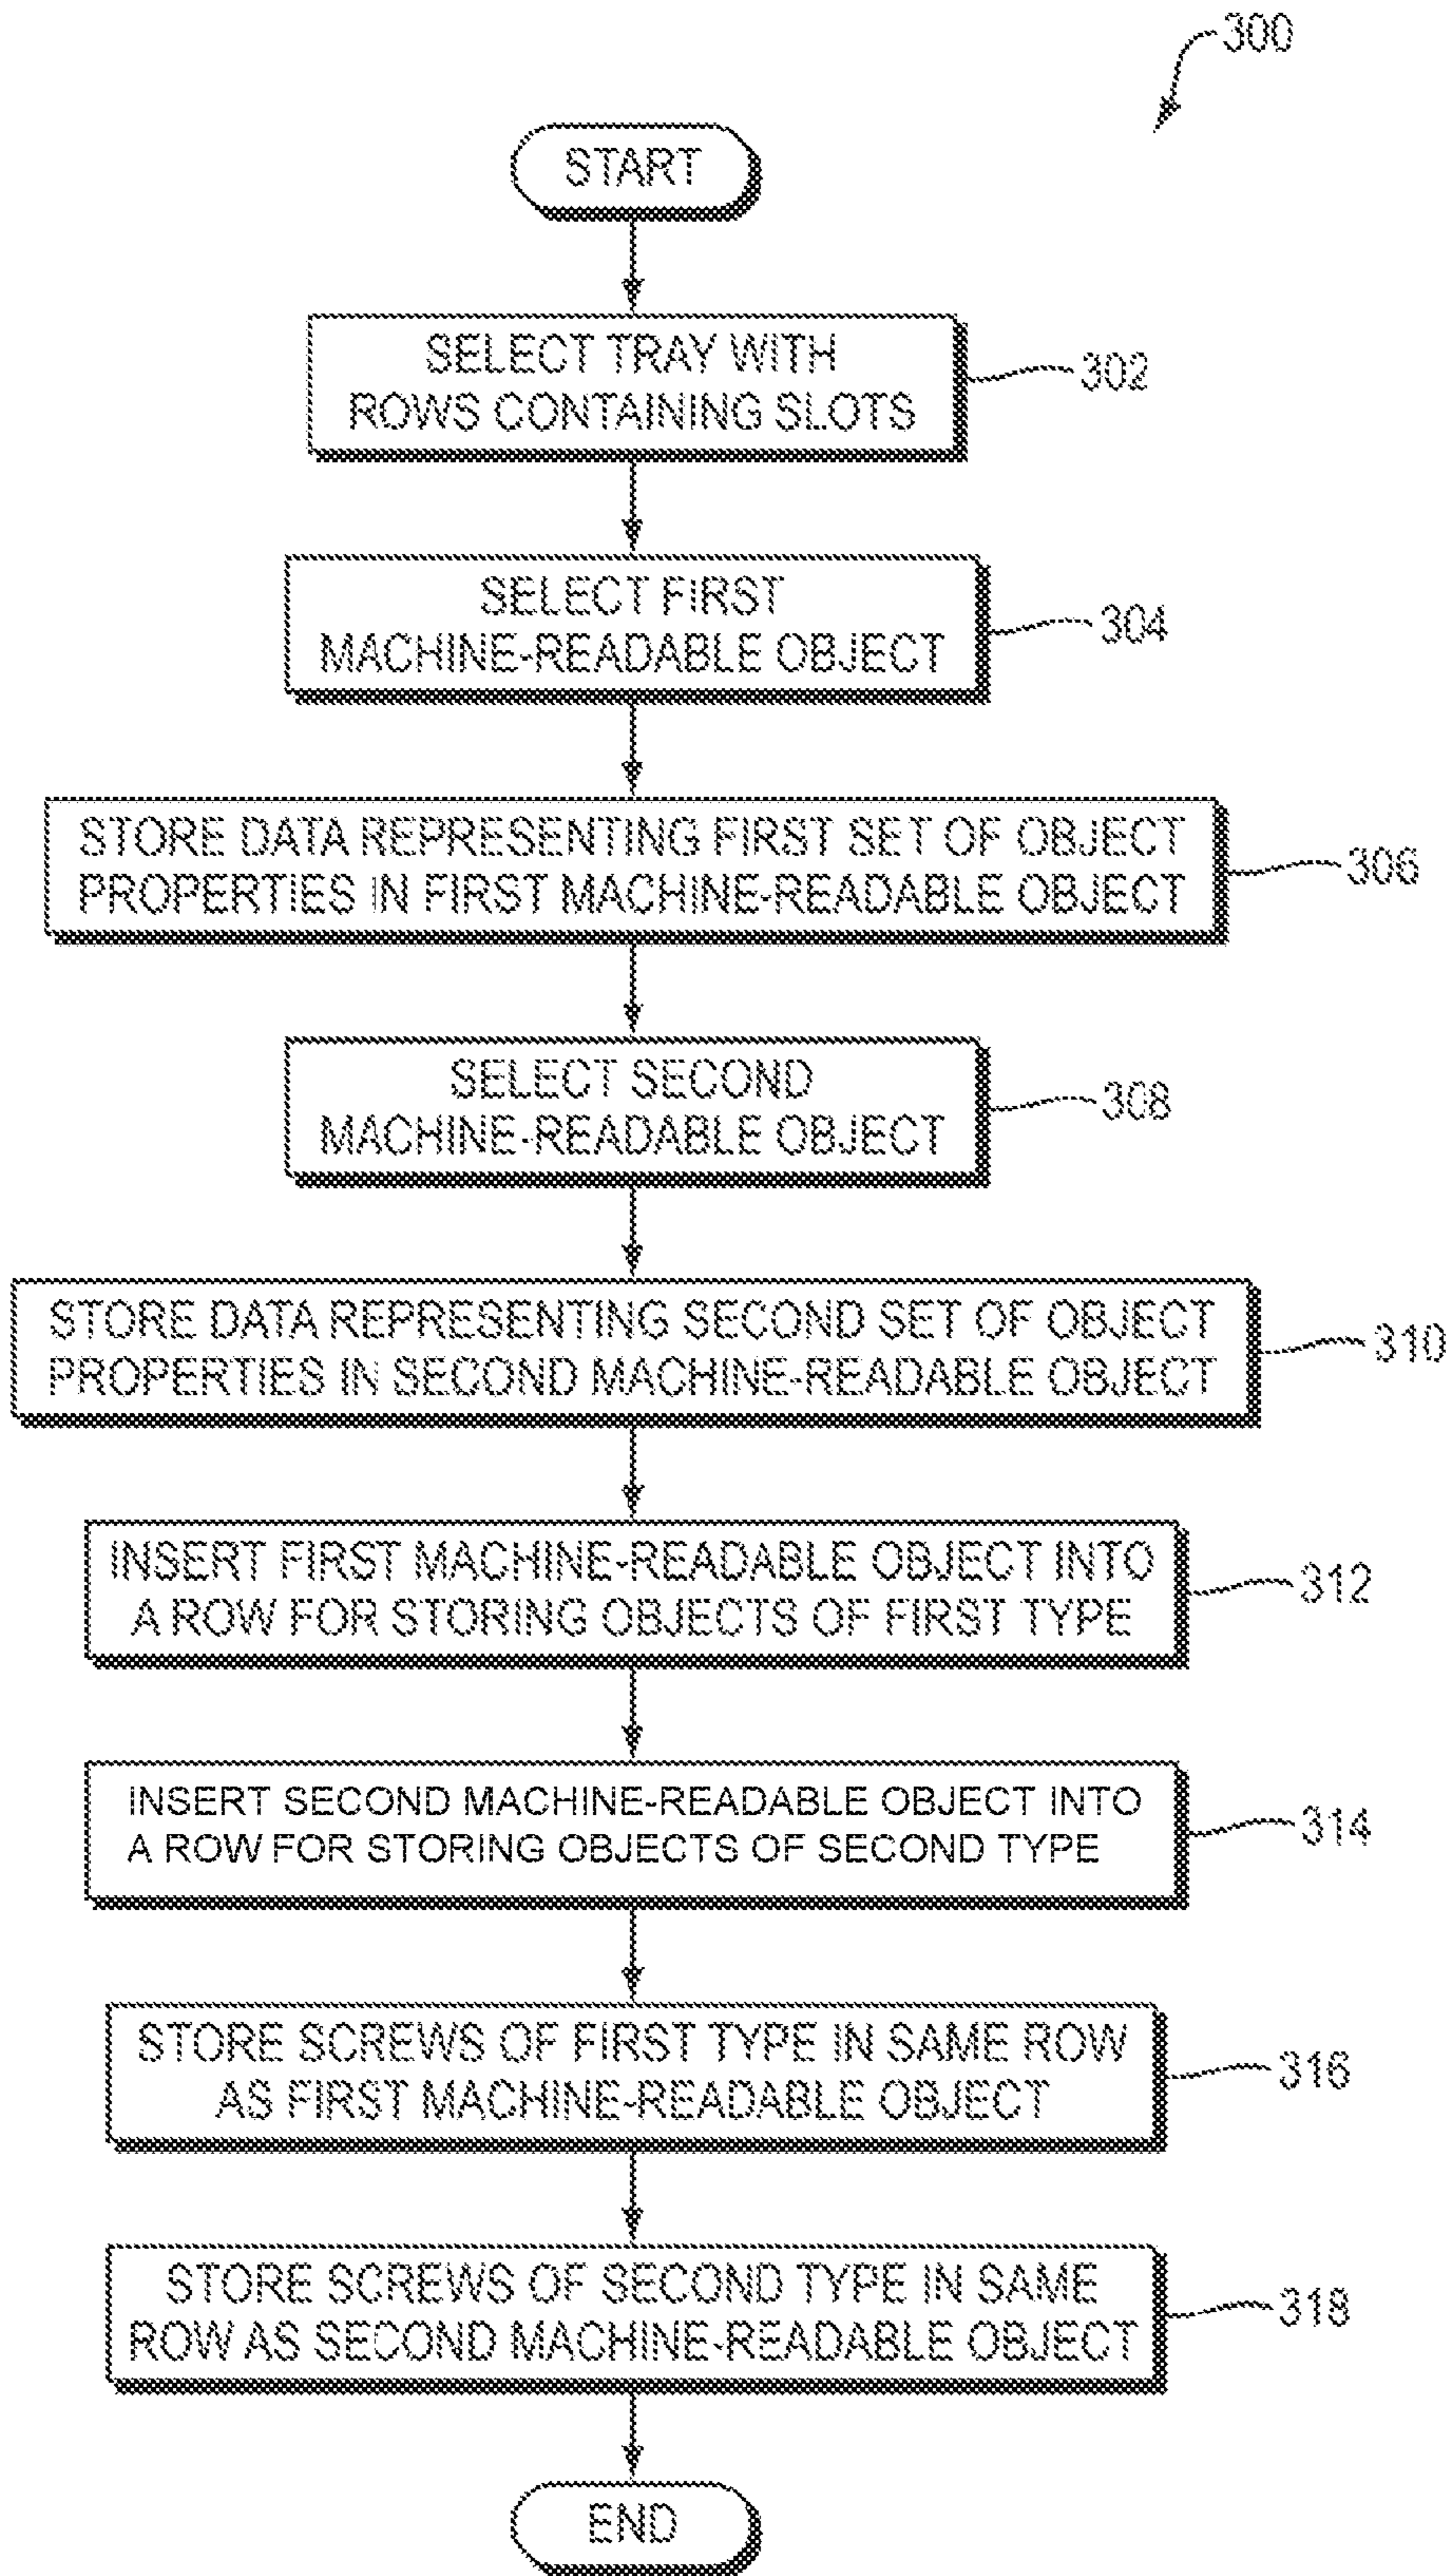 300
START
SELECT TRAY WITH
ROWS CONTAINING SLOTS
302
SELECT FIRST
MACHINE-READABLE OBJECT
304
STORE DATA REPRESENTING FIRST SET OF OBJECT
PROPERTIES IN FIRST MACHINE-READABLE OBJECT
306
SELECT SECOND
MACHINE-READABLE OBJECT
308
STORE DATA REPRESENTING SECOND SET OF OBJECT
PROPERTIES IN SECOND MACHINE-READABLE OBJECT
310
INSERT FIRST MACHINE-READABLE OBJECT INTO
A ROW FOR STORING OBJECTS OF FIRST TYPE
312
INSERT SECOND MACHINE-READABLE OBJECT INTO
A ROW FOR STORING OBJECTS OF SECOND TYPE
314
STORE SCREWS OF FIRST TYPE IN SAME ROW
AS FIRST MACHINE-READABLE OBJECT
316
STORE SCREWS OF SECOND TYPE IN SAME
ROW AS SECOND MACHINE-READABLE OBJECT
318
END